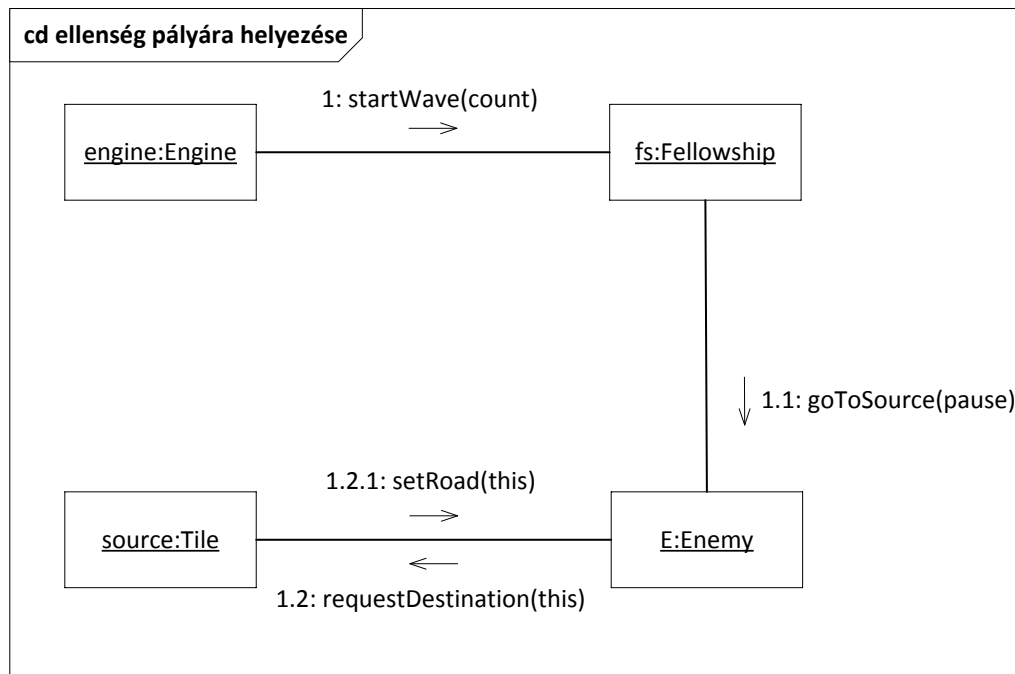 cd ellenség pályára helyezése
1: startWave(count)
engine:Engine
fs:Fellowship
1.1: goToSource(pause)
1.2.1: setRoad(this)
source:Tile
E:Enemy
1.2: requestDestination(this)